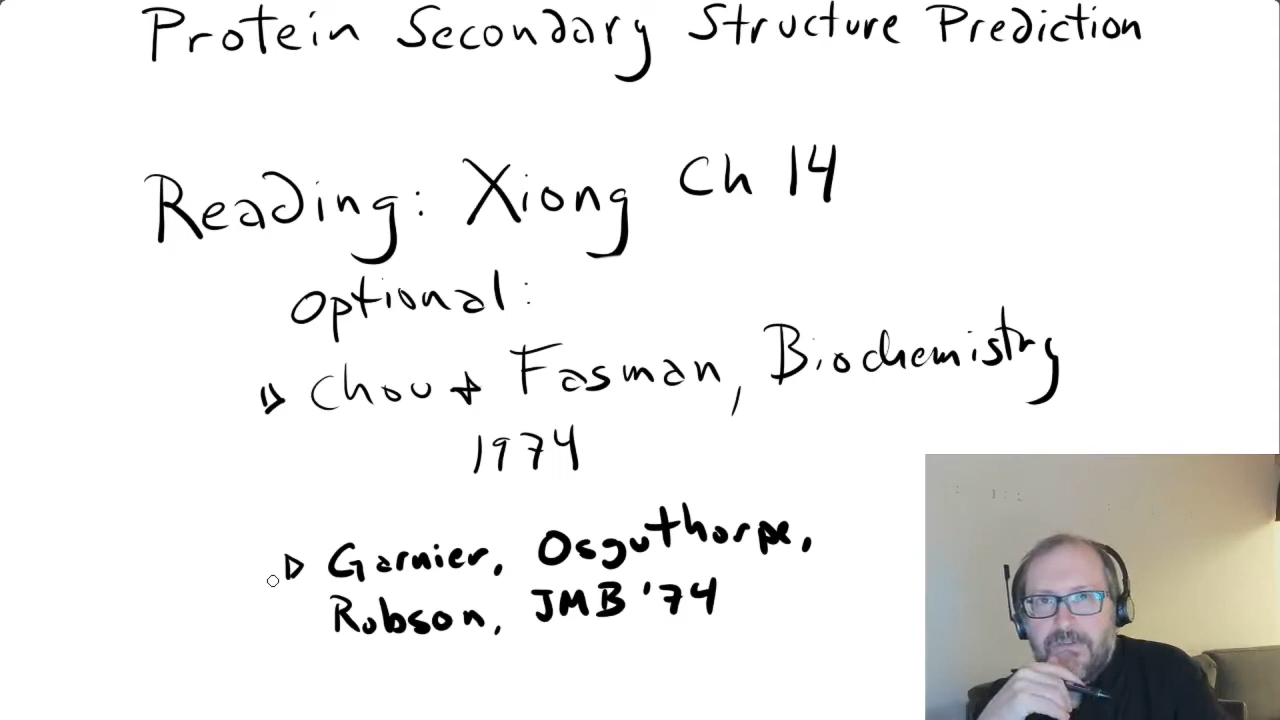 Protein Secondary Structure Prediction
Reading: Xiong Ch 14
Optional:
Chou + Fasman, Biochemistry
1974
Garnier, Osguthorpe,
Robson, JMB '74